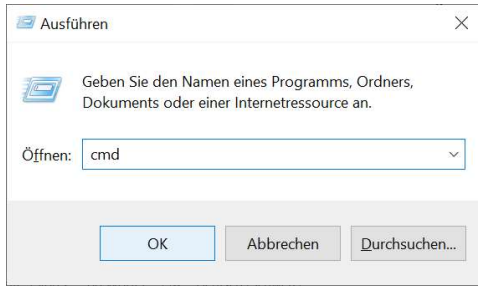 Ausführen
Geben Sie den Namen eines Programms, Ordners,
Dokuments oder einer Internetressource an.
Öffnen: cmd
OK Abbrechen Durchsuchen...